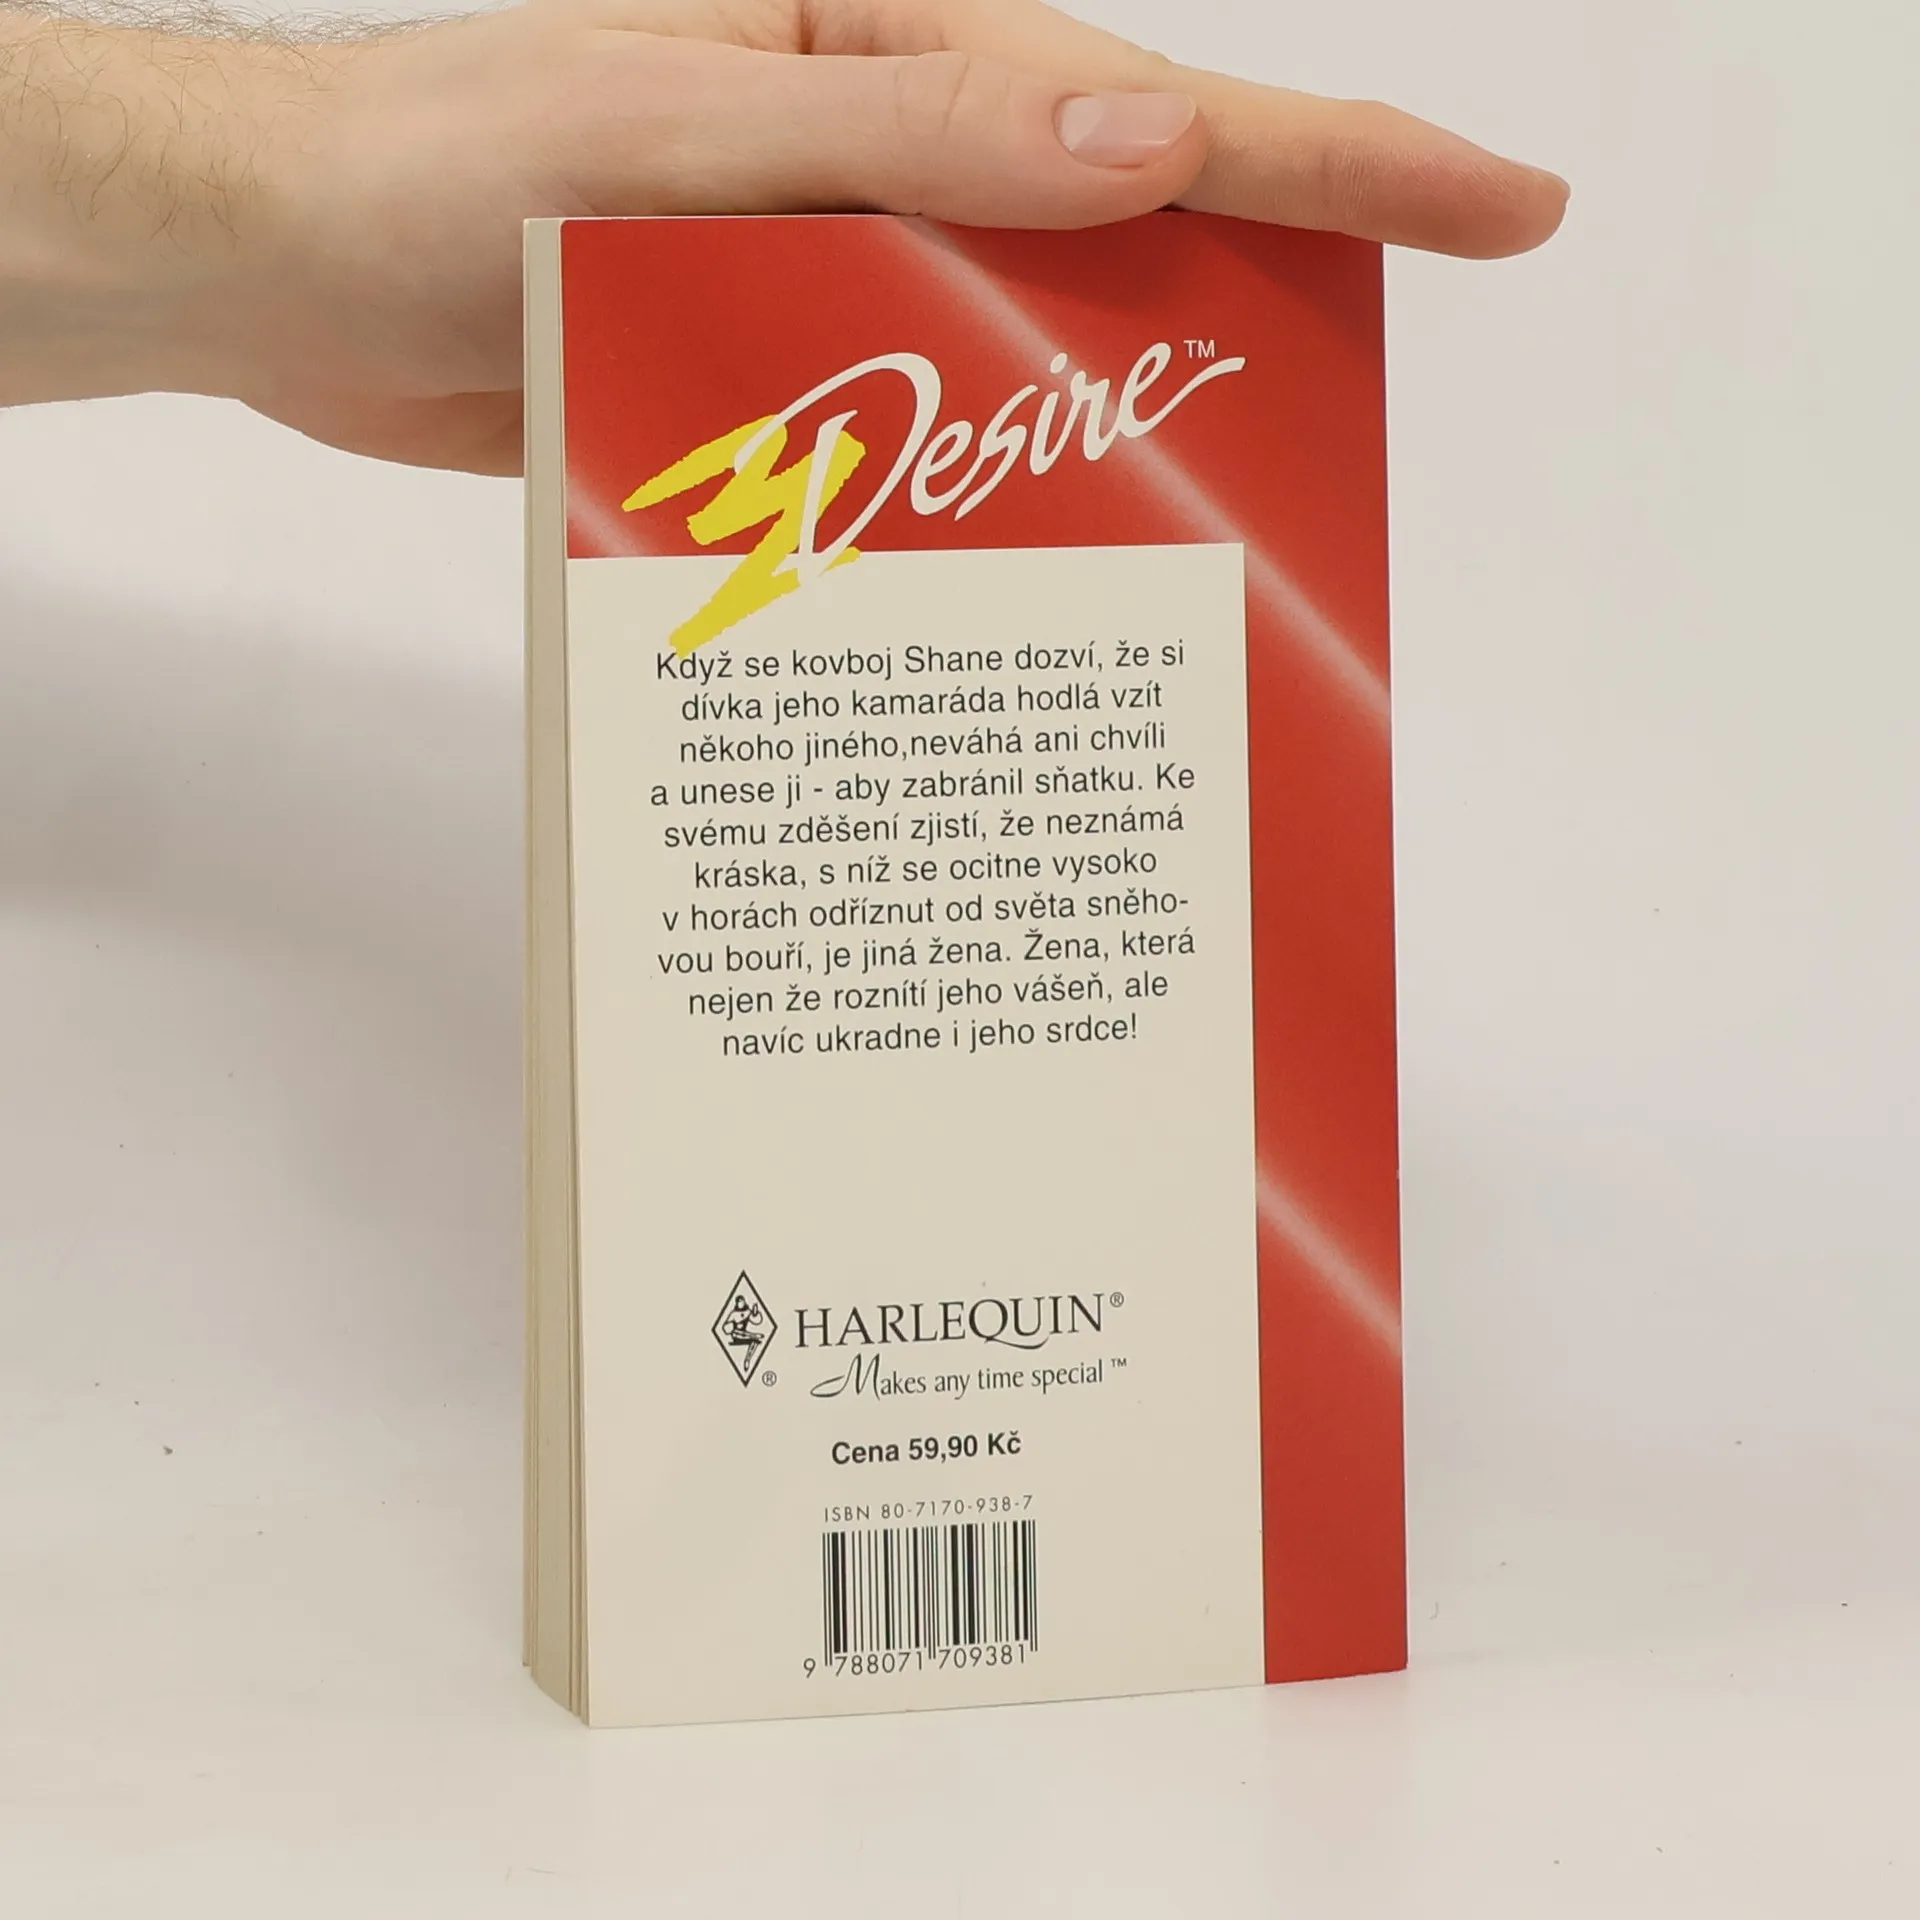 Desire™
Když se kovboj Shane dozví, že si
dívka jeho kamaráda hodlá vzít
někoho jiného,neváhá ani chvíli
a unese ji - aby zabránil sňatku. Ke
svému zděšení zjistí, že neznámá
kráska, s níž se ocitne vysoko
v horách odříznut od světa sněho-
vou bouří, je jiná žena. Žena, která
nejen že roznítí jeho vášeň, ale
navíc ukradne i jeho srdce!
HARLEQUIN®
® Makes any time special™
Cena 59,90 Kč
ISBN 80-7170-938-7
9 788071 709381